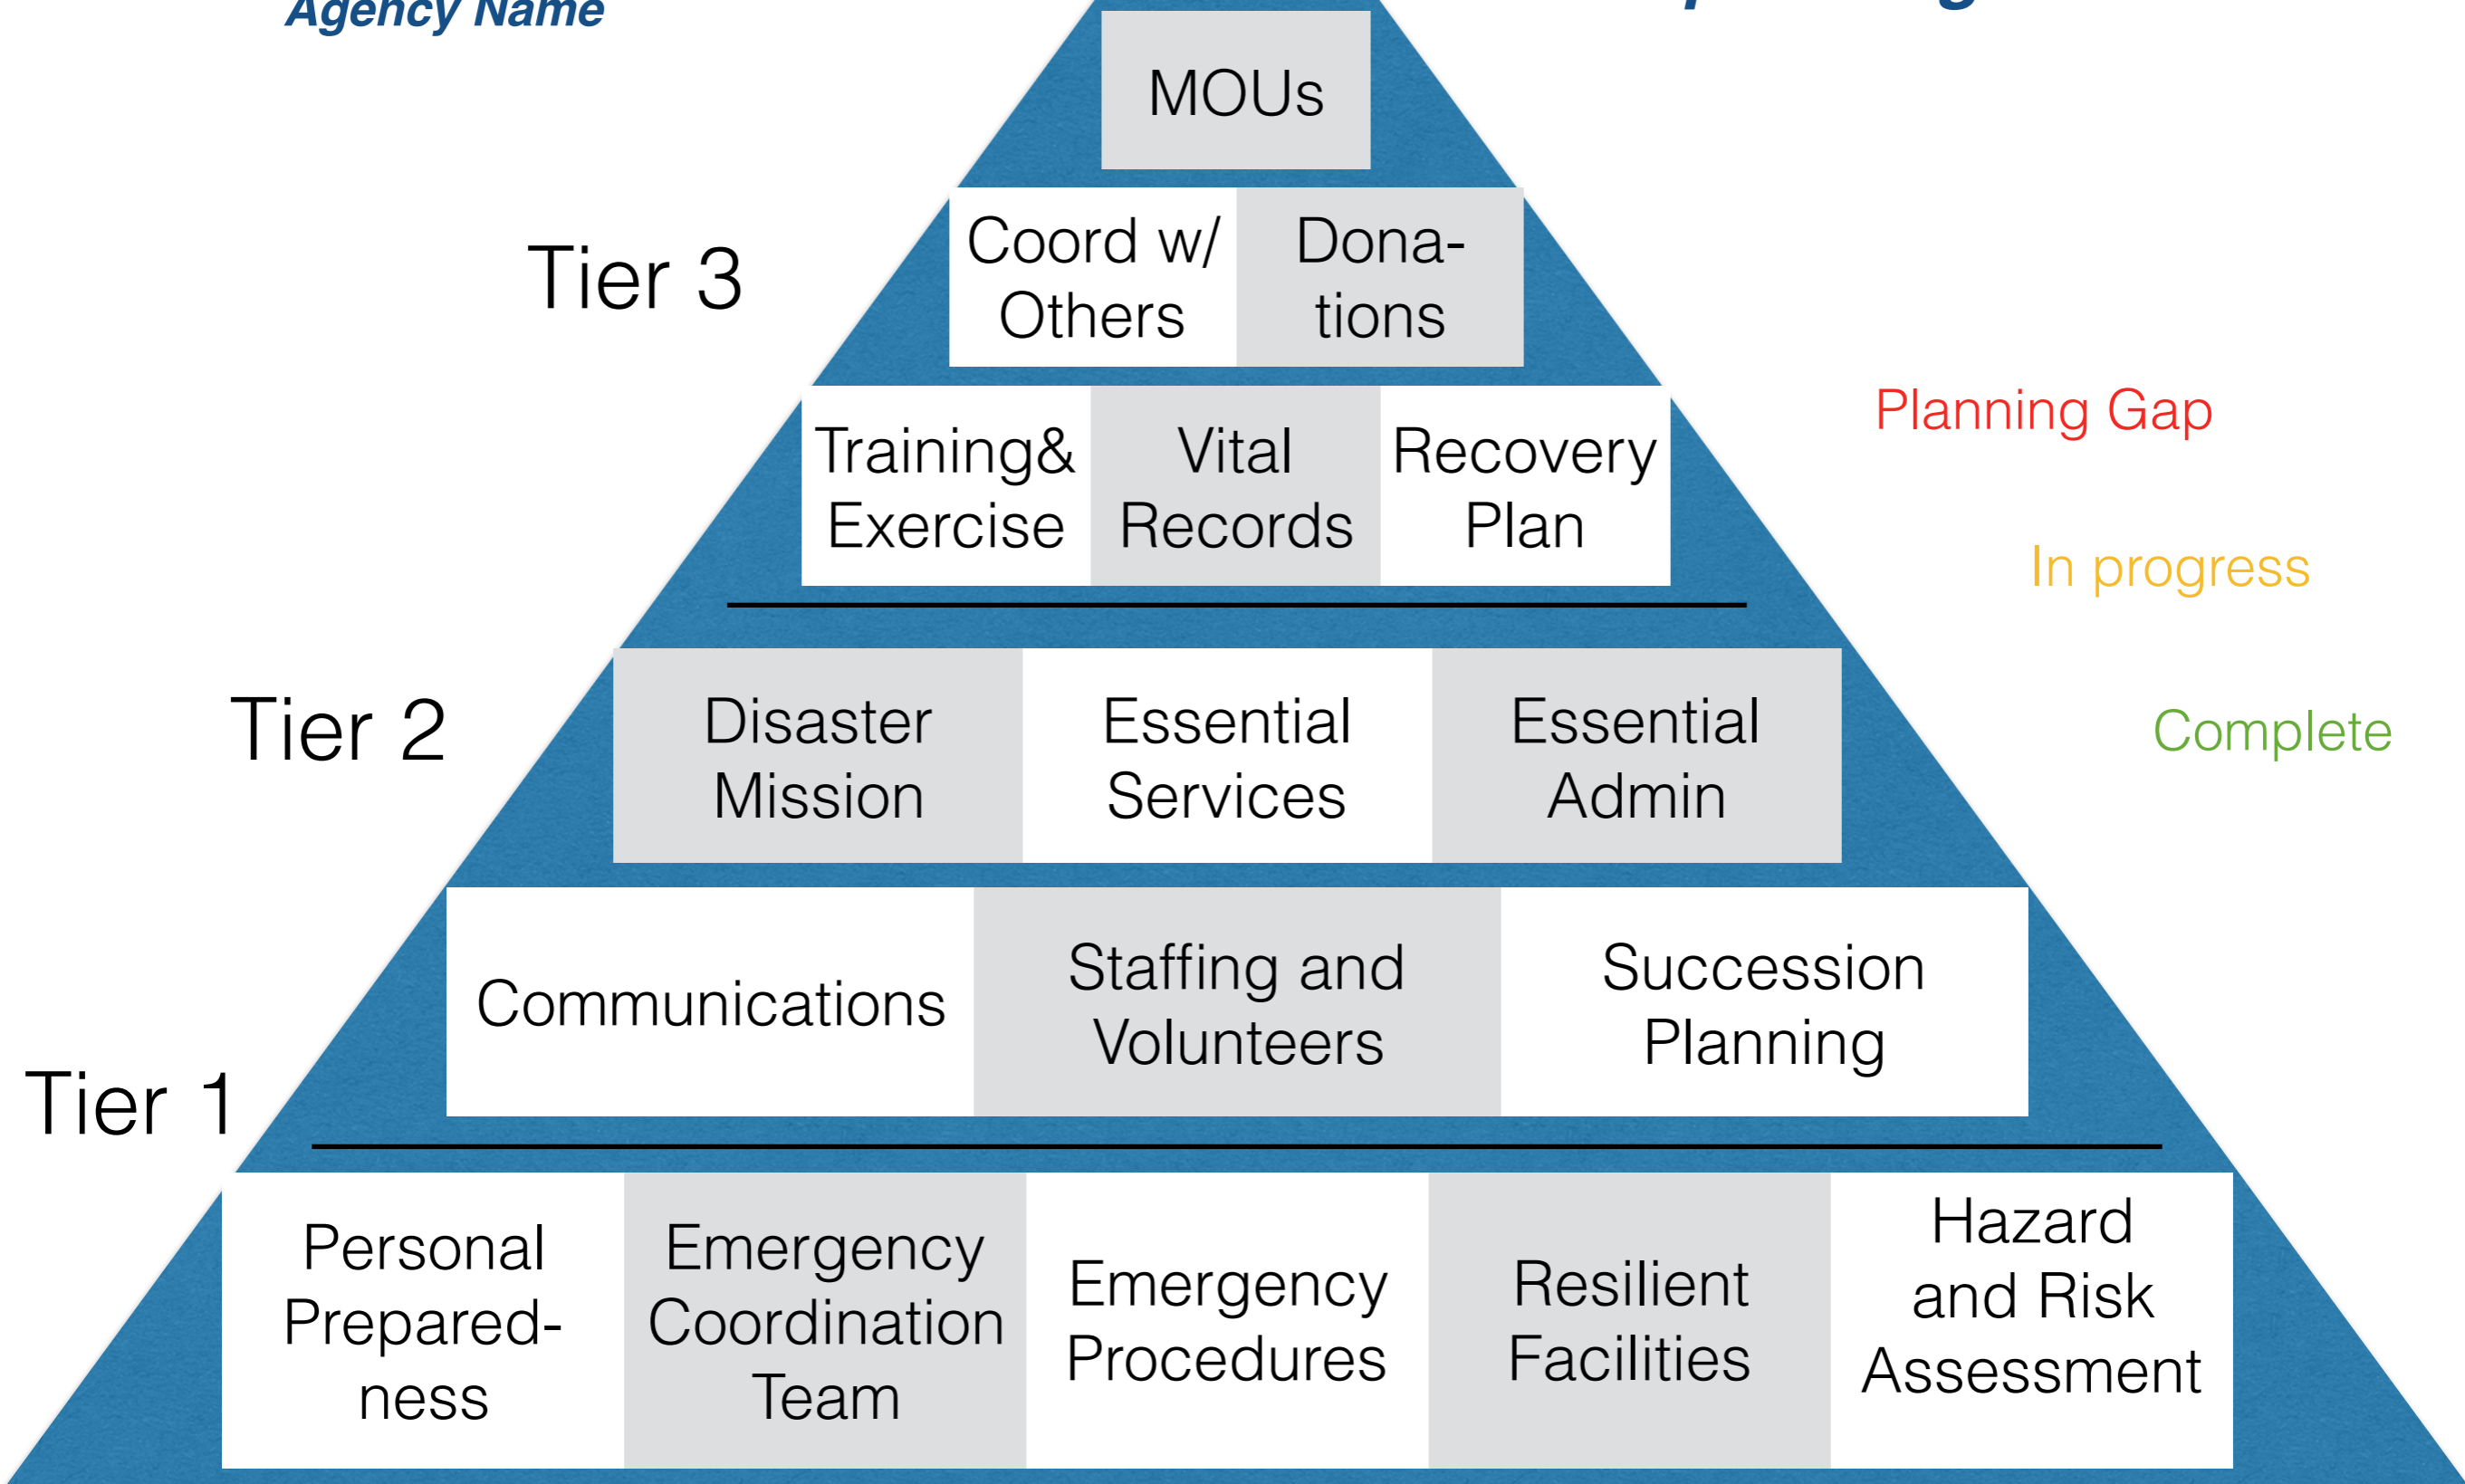 Agency Name
MOUs
Tier 3
Coord w/
Others
Dona-
tions
Training&
Exercise
Vital
Records
Recovery
Plan
Planning Gap
In progress
Complete
Tier 2
Disaster
Mission
Essential
Services
Essential
Admin
Tier 1
Communications
Staffing and
Volunteers
Succession
Planning
Personal
Prepared-
ness
Emergency
Coordination
Team
Emergency
Procedures
Resilient
Facilities
Hazard
and Risk
Assessment